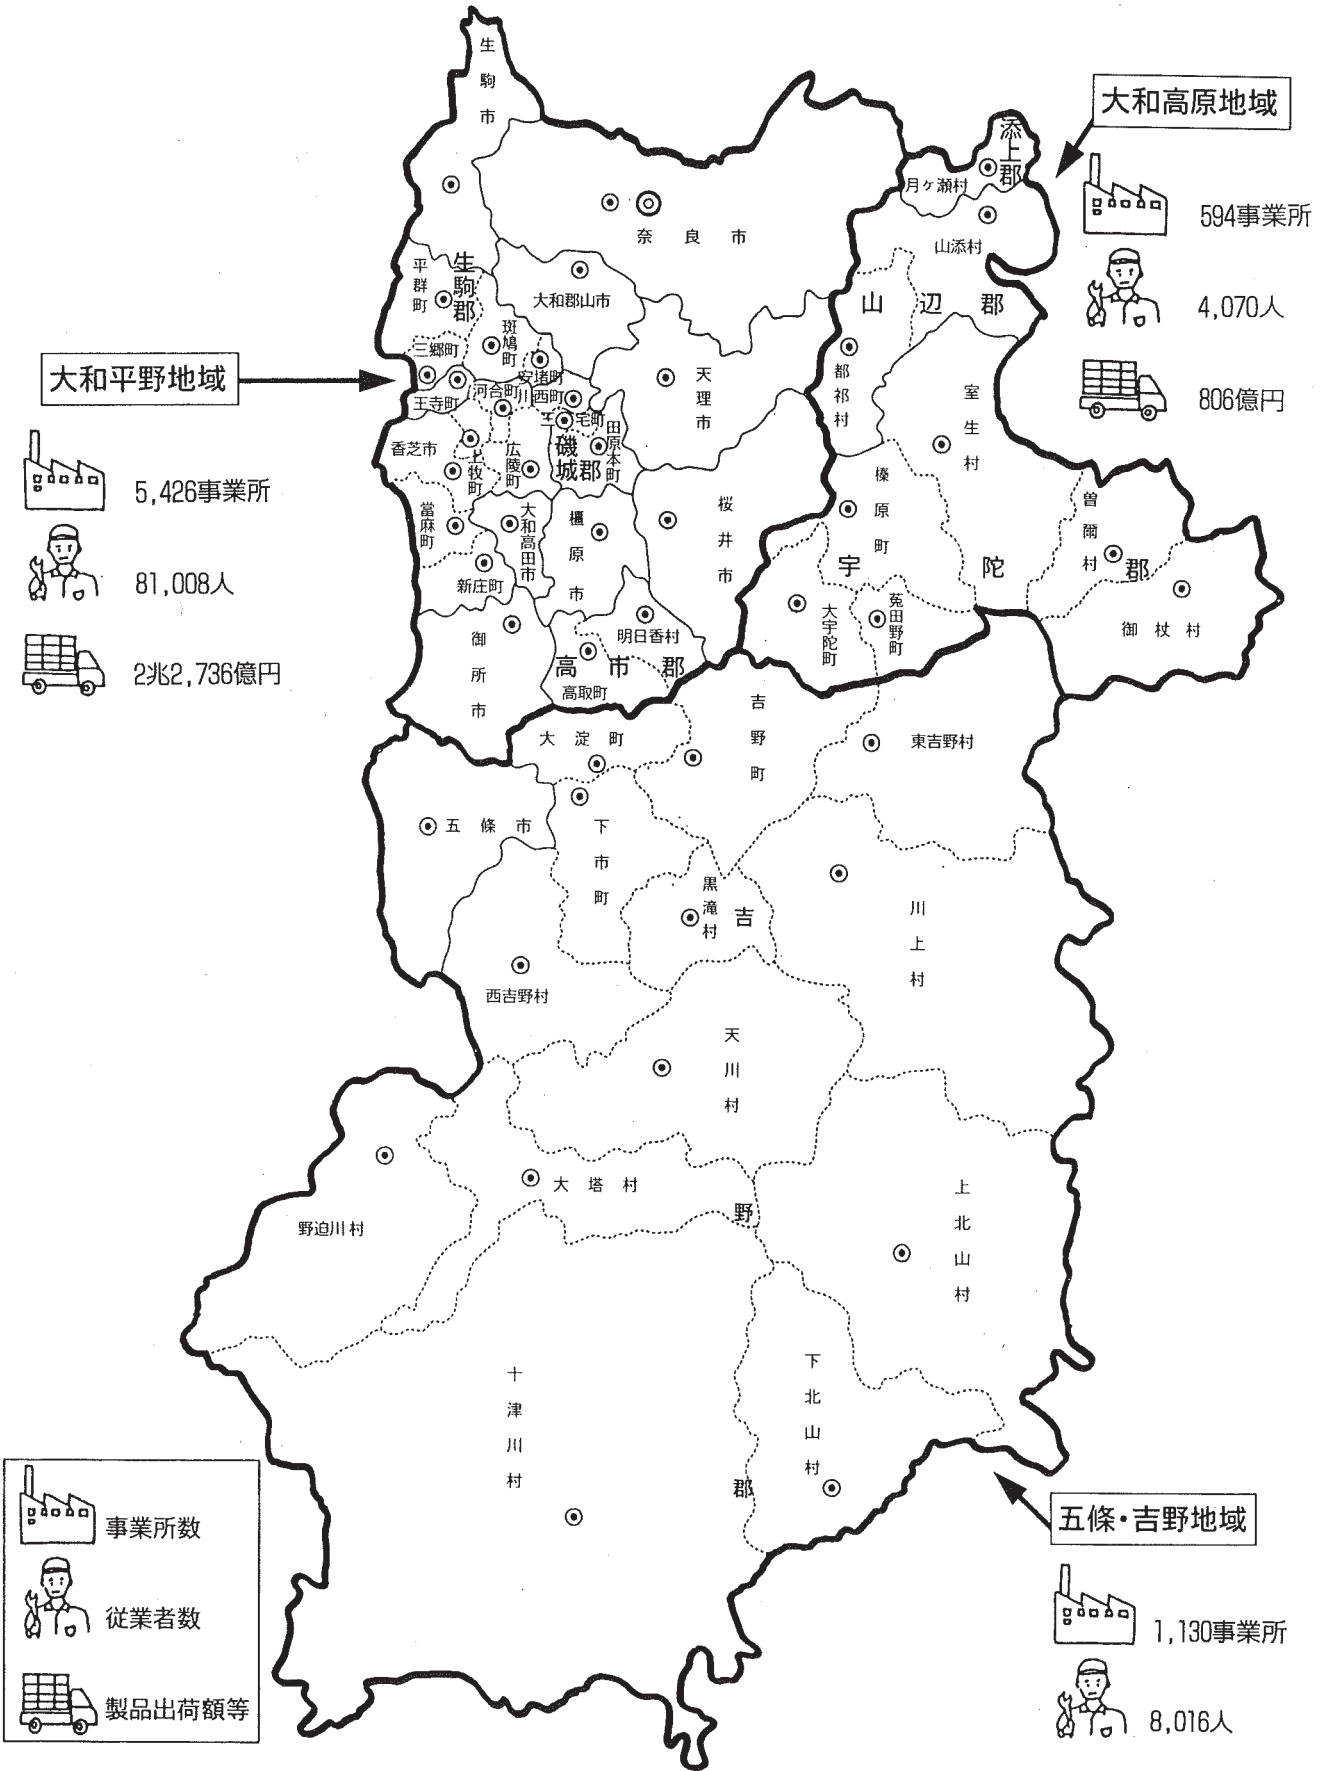 生駒市
奈良市
大和高原地域
594事業所
4,070人
806億円
添上郡
月ヶ瀬村
山添村
山辺郡
都祁村
室生村
榛原町
宇陀郡
曽爾村
御杖村
大宇陀町
菟田野町
大和平野地域
5,426事業所
81,008人
2兆2,736億円
平群町
生駒郡
大和郡山市
斑鳩町
三郷町
安堵町
王寺町
河合町
川西町
三宅町
田原本町
磯城郡
天理市
香芝市
上牧町
広陵町
當麻町
大和高田市
橿原市
桜井市
新庄町
御所市
明日香村
高市郡
高取町
大淀町
吉野町
東吉野村
五條市
下市町
黒滝村
川上村
西吉野村
天川村
大塔村
野迫川村
上北山村
十津川村
下北山村
吉野郡
五條・吉野地域
1,130事業所
8,016人
事業所数
従業者数
製品出荷額等